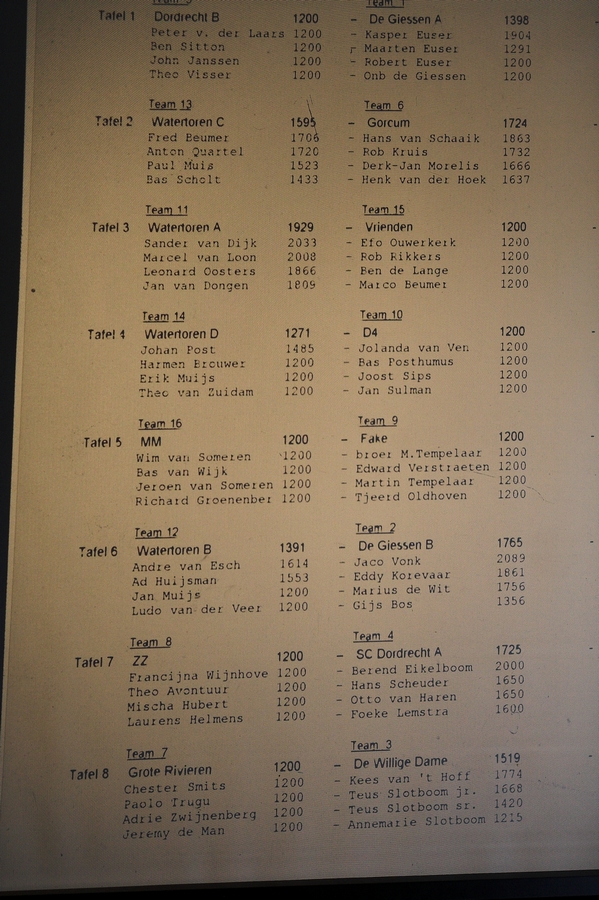 Tafel 1 Dordrecht B 1200 – De Giessen A 1398
Peter v. der Laars 1200 – Kasper Euser 1904
Ben Sitton 1200 Maarten Euser 1291
John Janssen 1200 – Robert Euser 1200
Theo Visser 1200 – Onb de Giessen 1200
Team 13 Team 6
Tafel 2 Watertoren C 1595 – Gorcum 1724
Fred Beumer 1706 – Hans van Schaaik 1863
Anton Quartel 1720 – Rob Kruis 1732
Paul Muis 1523 – Derk-Jan Morelis 1666
Bas Scholt 1433 – Henk van der Hoek 1637
Team 11 Team 15
Tafel 3 Watertoren A 1929 – Vrienden 1200
Sander van Dijk 2033 – Efo Ouwerkerk 1200
Marcel van Loon 2008 – Rob Rikkers 1200
Leonard Oosters 1866 – Ben de Lange 1200
Jan van Dongen 1809 – Marco Beumer 1200
Team 14 Team 10
Tafel 4 Watertoren D 1271 – D4 1200
Johan Post 1485 – Jolanda van Ven 1200
Harmen Brouwer 1200 – Bas Posthumus 1200
Erik Muijs 1200 – Joost Sips 1200
Theo van Zuidam 1200 – Jan Sulman 1200
Team 16 Team 9
Tafel 5 MM 1200 – Fake 1200
Wim van Someren 1200 – broer M.Tempelaar 1200
Bas van Wijk 1200 – Edward Verstraeten 1200
Jeroen van Someren 1200 – Martin Tempelaar 1200
Richard Groenenber 1200 – Tjeerd Oldhoven 1200
Team 12 Team 2
Tafel 6 Watertoren B 1391 – De Giessen B 1765
Andre van Esch 1614 – Jaco Vonk 2089
Ad Huijsman 1553 – Eddy Korevaar 1861
Jan Muijs 1200 – Marius de Wit 1756
Ludo van der Veer 1200 – Gijs Bos 1356
Team 8 Team 4
Tafel 7 ZZ 1200 – SC Dordrecht A 1725
Francijna Wijnhove 1200 – Berend Eikelboom 2000
Theo Avontuur 1200 – Hans Scheuder 1650
Mischa Hubert 1200 – Otto van Haren 1650
Laurens Helmens 1200 – Foeke Lemstra 1600
Team 7 Team 3
Tafel 8 Grote Rivieren 1200 – De Willige Dame 1519
Chester Smits 1200 – Kees van 't Hoff 1774
Paolo Trugu 1200 – Teus Slotboom jr. 1668
Adrie Zwijnenberg 1200 – Teus Slotboom sr. 1420
Jeremy de Man 1200 – Annemarie Slotboom 1215